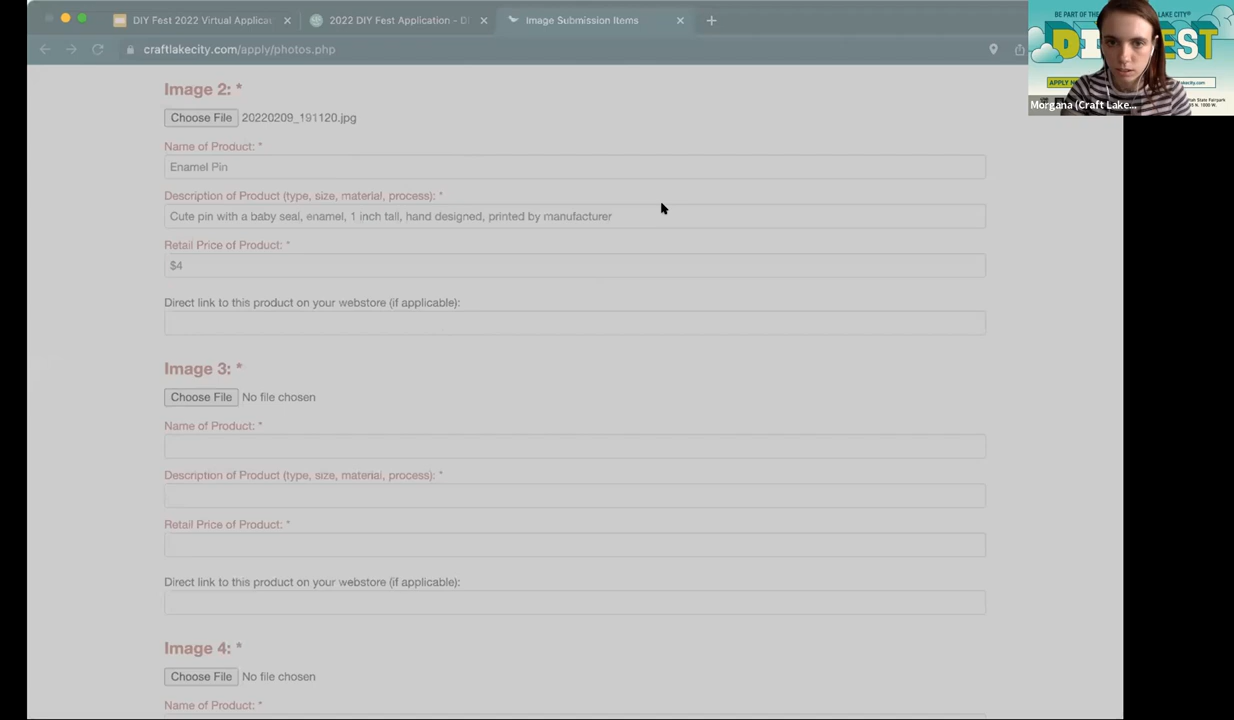 DIY Fest 2022 Virtual Applica
2022 DIY Fest Application - D
Image Submission Items
craftlakecity.com/apply/photos.php
BE PART OF THE LAKE CITY®
APPLY
Morgana (Craft Lake...
Image 2: *
Choose File 20220209_191120.jpg
Name of Product: *
Enamel Pin
Description of Product (type, size, material, process): *
Cute pin with a baby seal, enamel, 1 inch tall, hand designed, printed by manufacturer
Retail Price of Product: *
$4
Direct link to this product on your webstore (if applicable):
Image 3: *
Choose File No file chosen
Name of Product: *
Description of Product (type, size, material, process): *
Retail Price of Product: *
Direct link to this product on your webstore (if applicable):
Image 4: *
Choose File No file chosen
Name of Product: *